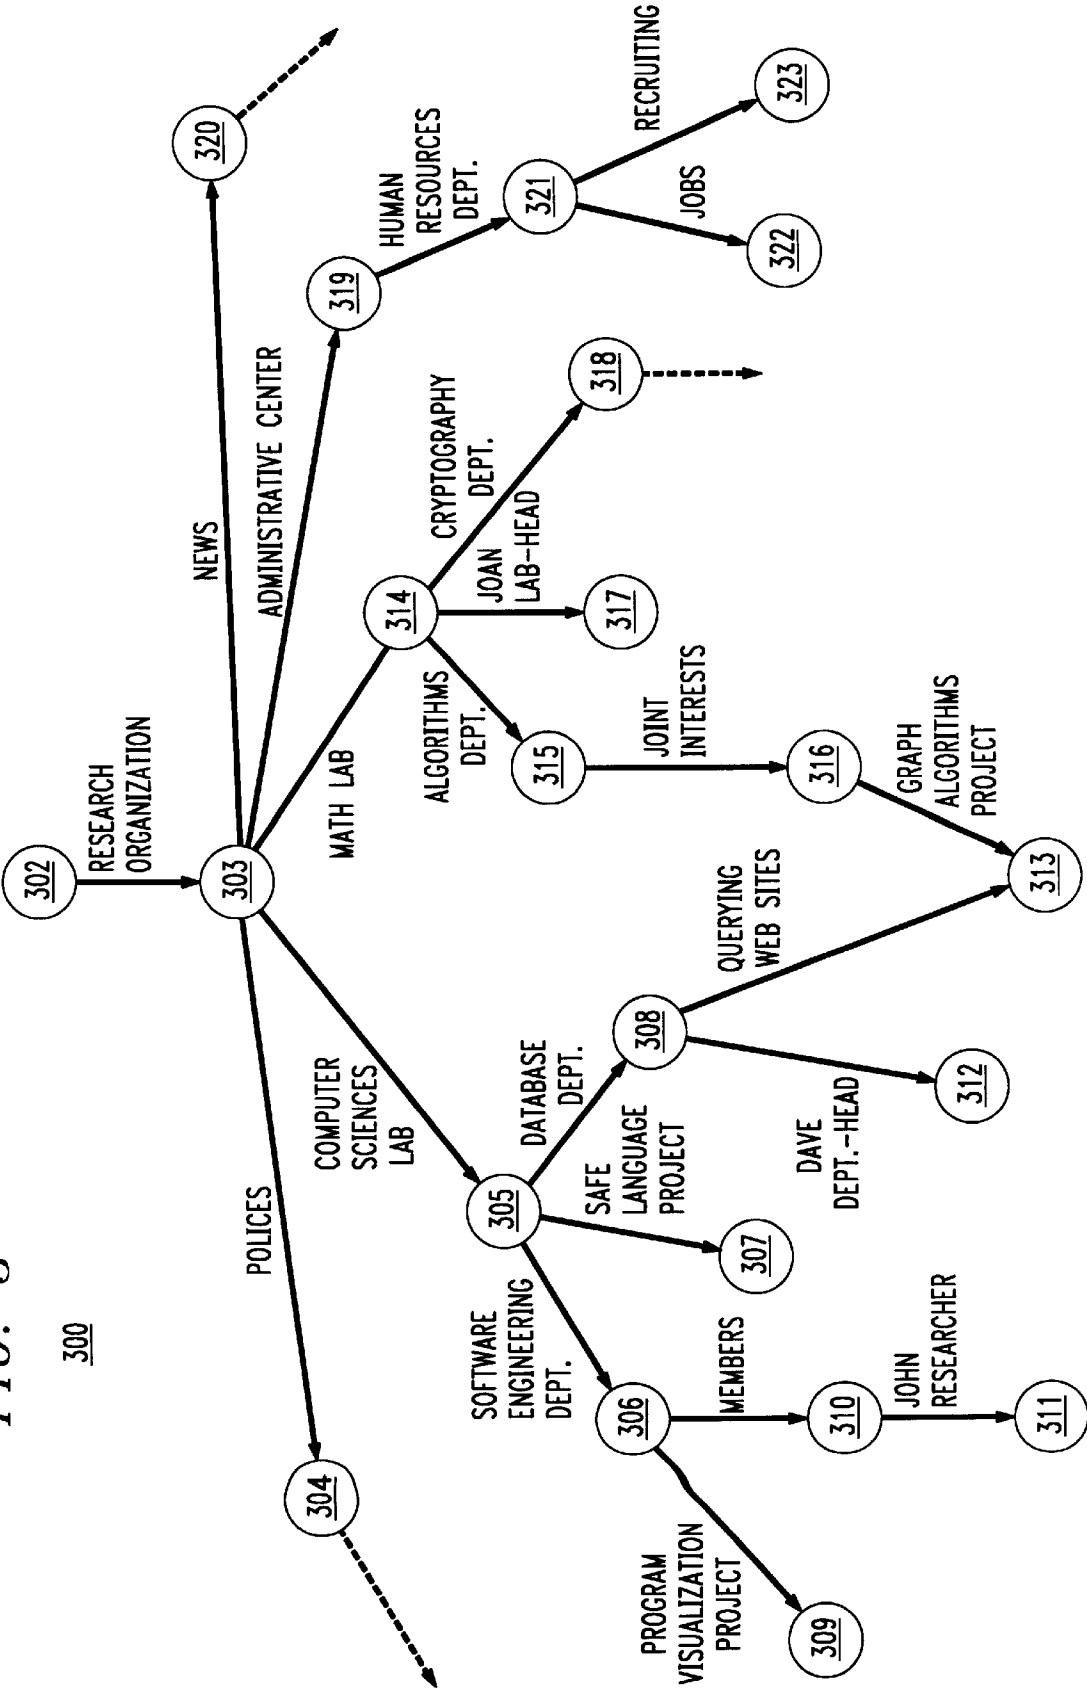 300
302
RESEARCH
ORGANIZATION
303
NEWS
320
ADMINISTRATIVE CENTER
319
HUMAN
RESOURCES
DEPT.
321
RECRUITING
323
JOBS
322
MATH LAB
314
CRYPTOGRAPHY
DEPT.
318
JOAN
LAB-HEAD
317
ALGORITHMS
DEPT.
315
JOINT
INTERESTS
316
GRAPH
ALGORITHMS
PROJECT
313
POLICES
304
COMPUTER
SCIENCES
LAB
305
DATABASE
DEPT.
308
QUERYING
WEB SITES
DAVE
DEPT.-HEAD
312
SAFE
LANGUAGE
PROJECT
307
SOFTWARE
ENGINEERING
DEPT.
306
MEMBERS
310
JOHN
RESEARCHER
311
PROGRAM
VISUALIZATION
PROJECT
309